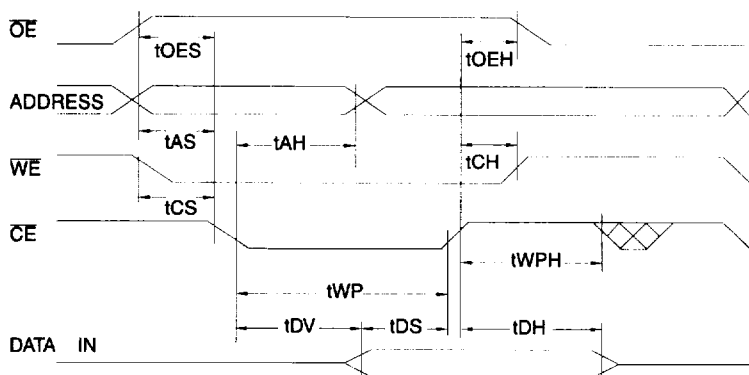 OE
tOES
tOEH
ADDRESS
tAS
tAH
WE
tCH
tCS
CE
tWPH
tWP
tDV
tDS
tDH
DATA IN